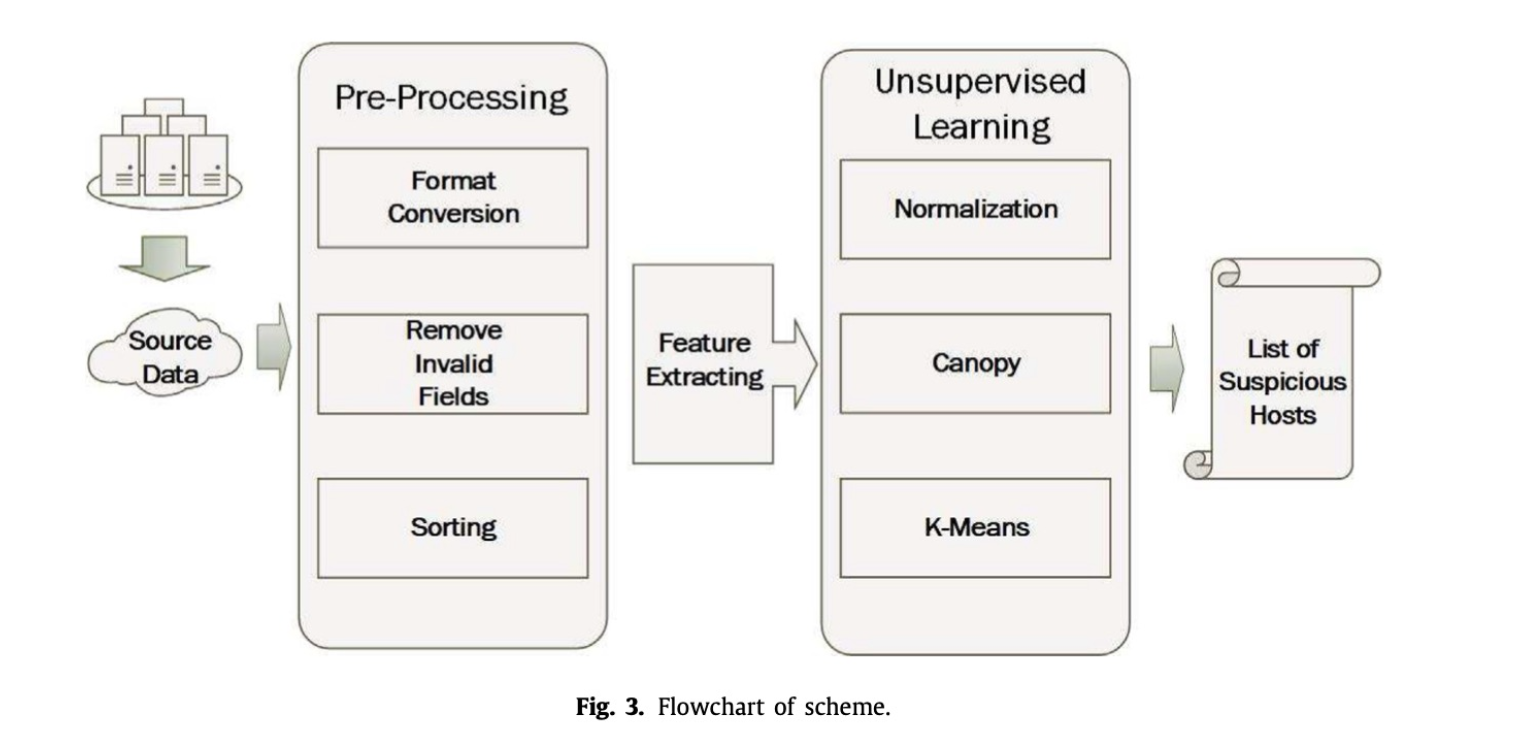 Pre-Processing
Format
Conversion
Remove
Invalid
Fields
Sorting
Source
Data
Feature
Extracting
Unsupervised
Learning
Normalization
Canopy
K-Means
List of
Suspicious
Hosts
Fig. 3. Flowchart of scheme.